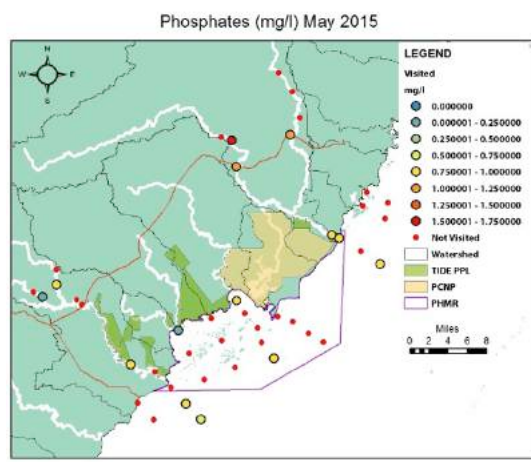 Phosphates (mg/l) May 2015
N
W E
S
LEGEND
Visited
mg/l
0.000000
0.000001 - 0.250000
0.250001 - 0.500000
0.500001 - 0.750000
0.750001 - 1.000000
1.000001 - 1.250000
1.250001 - 1.500000
1.500001 - 1.750000
Not Visited
Watershed
TIDE PPL
PCNP
PHMR
Miles
0 1 2 4 6 8